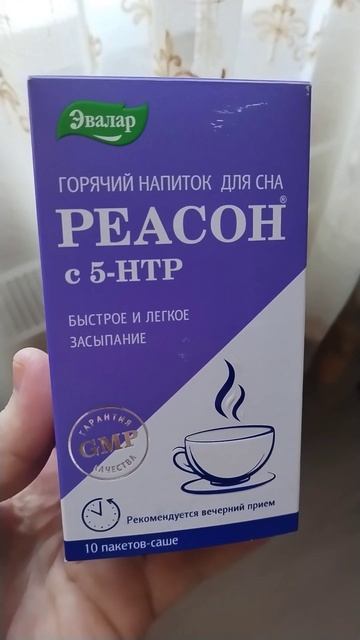 Эвалар
ГОРЯЧИЙ НАПИТОК ДЛЯ СНА
РЕАСОН®
с 5-HTP
БЫСТРОЕ И ЛЕГКОЕ
ЗАСЫПАНИЕ
ГАРАНТИЯ
GMP
КАЧЕСТВА
Рекомендуется вечерний прием
10 пакетов-саше